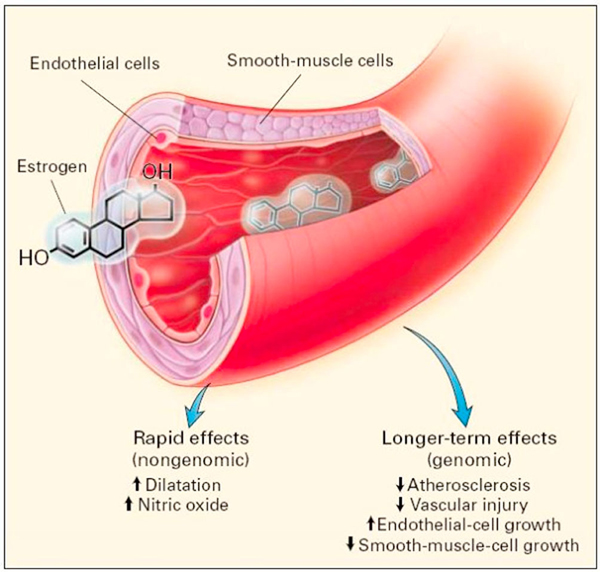 Endothelial cells
Smooth-muscle cells
Estrogen
OH
HO
Rapid effects
(nongenomic)
↑ Dilatation
↑ Nitric oxide
Longer-term effects
(genomic)
↓ Atherosclerosis
↓ Vascular injury
↑ Endothelial-cell growth
↓ Smooth-muscle-cell growth